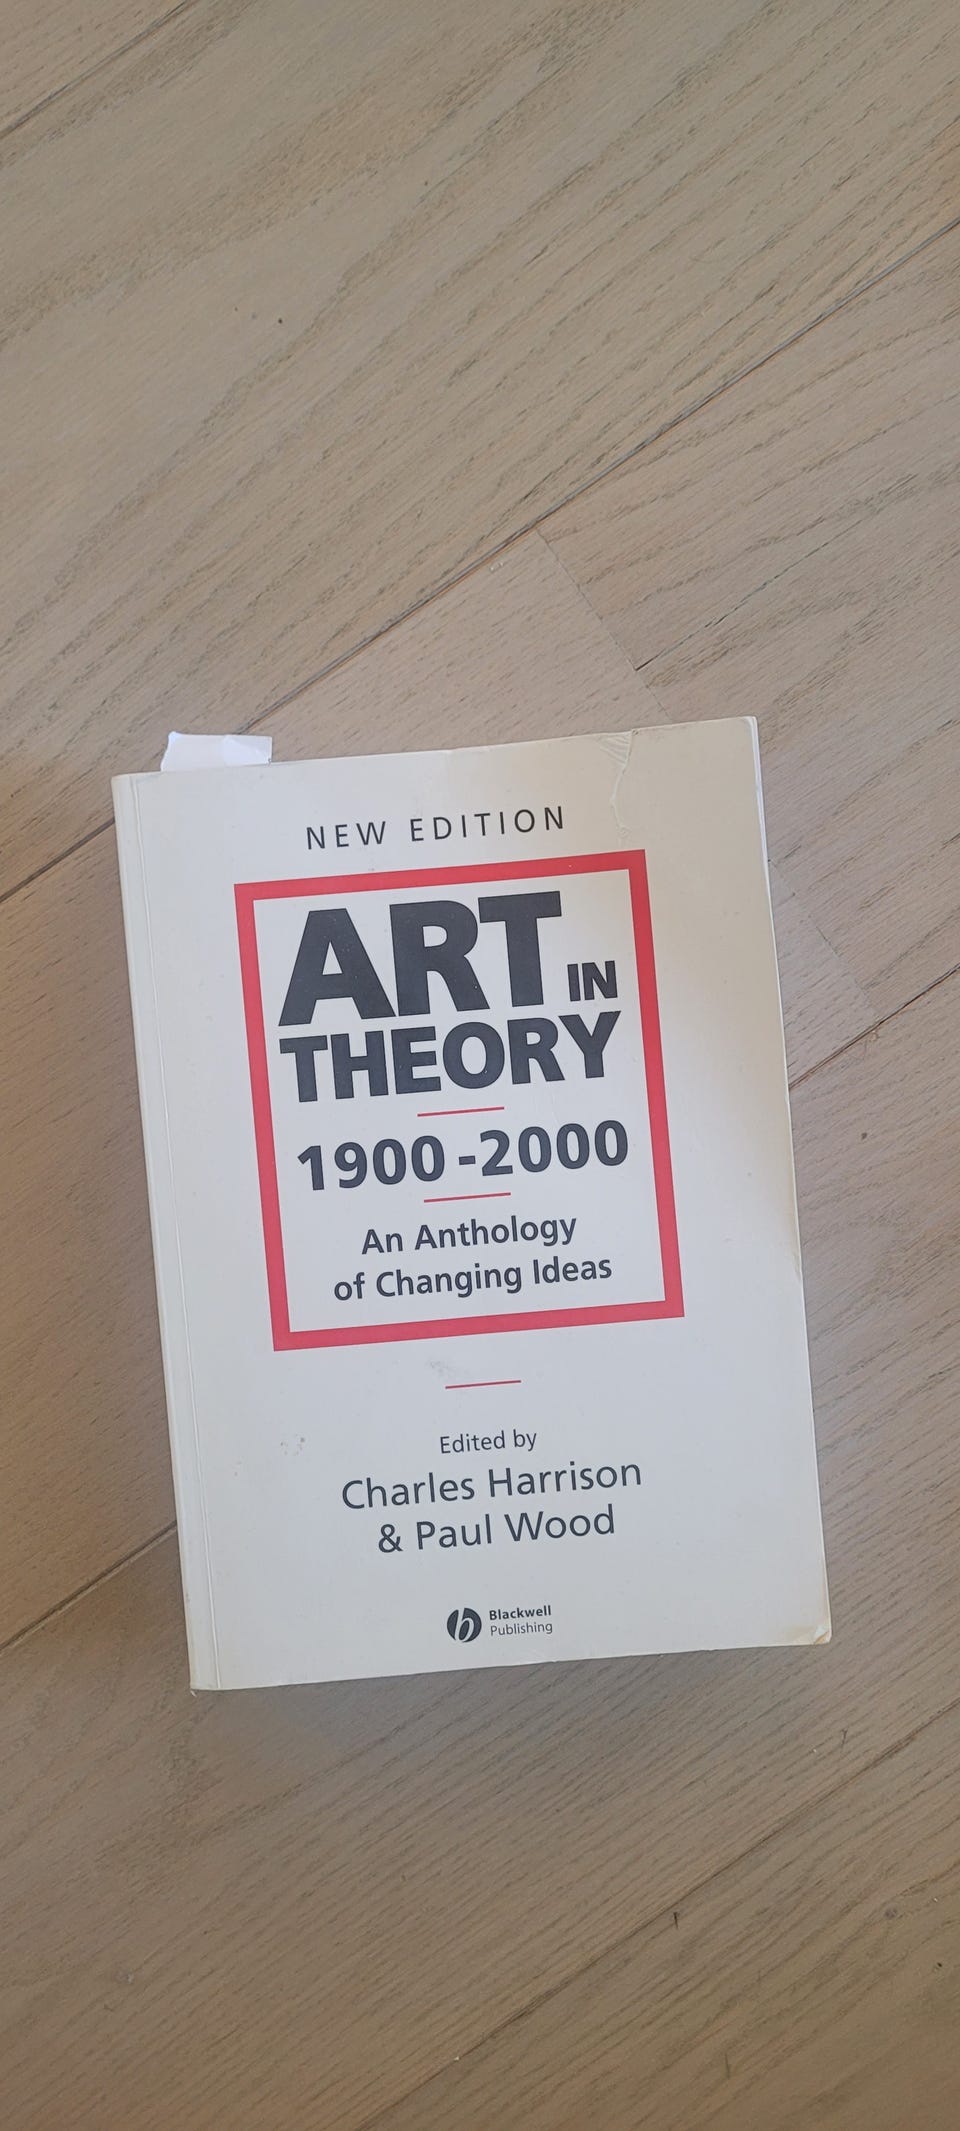 NEW EDITION
ART IN
THEORY
1900-2000
An Anthology
of Changing Ideas
Edited by
Charles Harrison
& Paul Wood
b Blackwell
Publishing